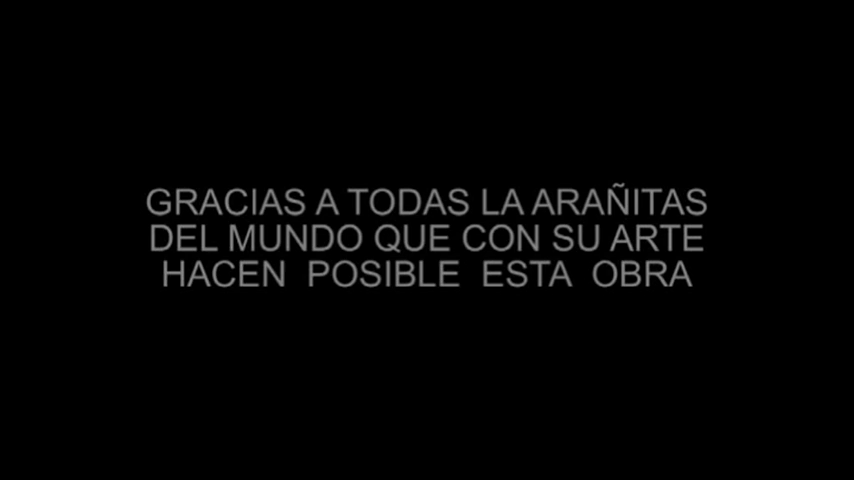 GRACIAS A TODAS LA ARAÑITAS
DEL MUNDO QUE CON SU ARTE
HACEN POSIBLE ESTA OBRA